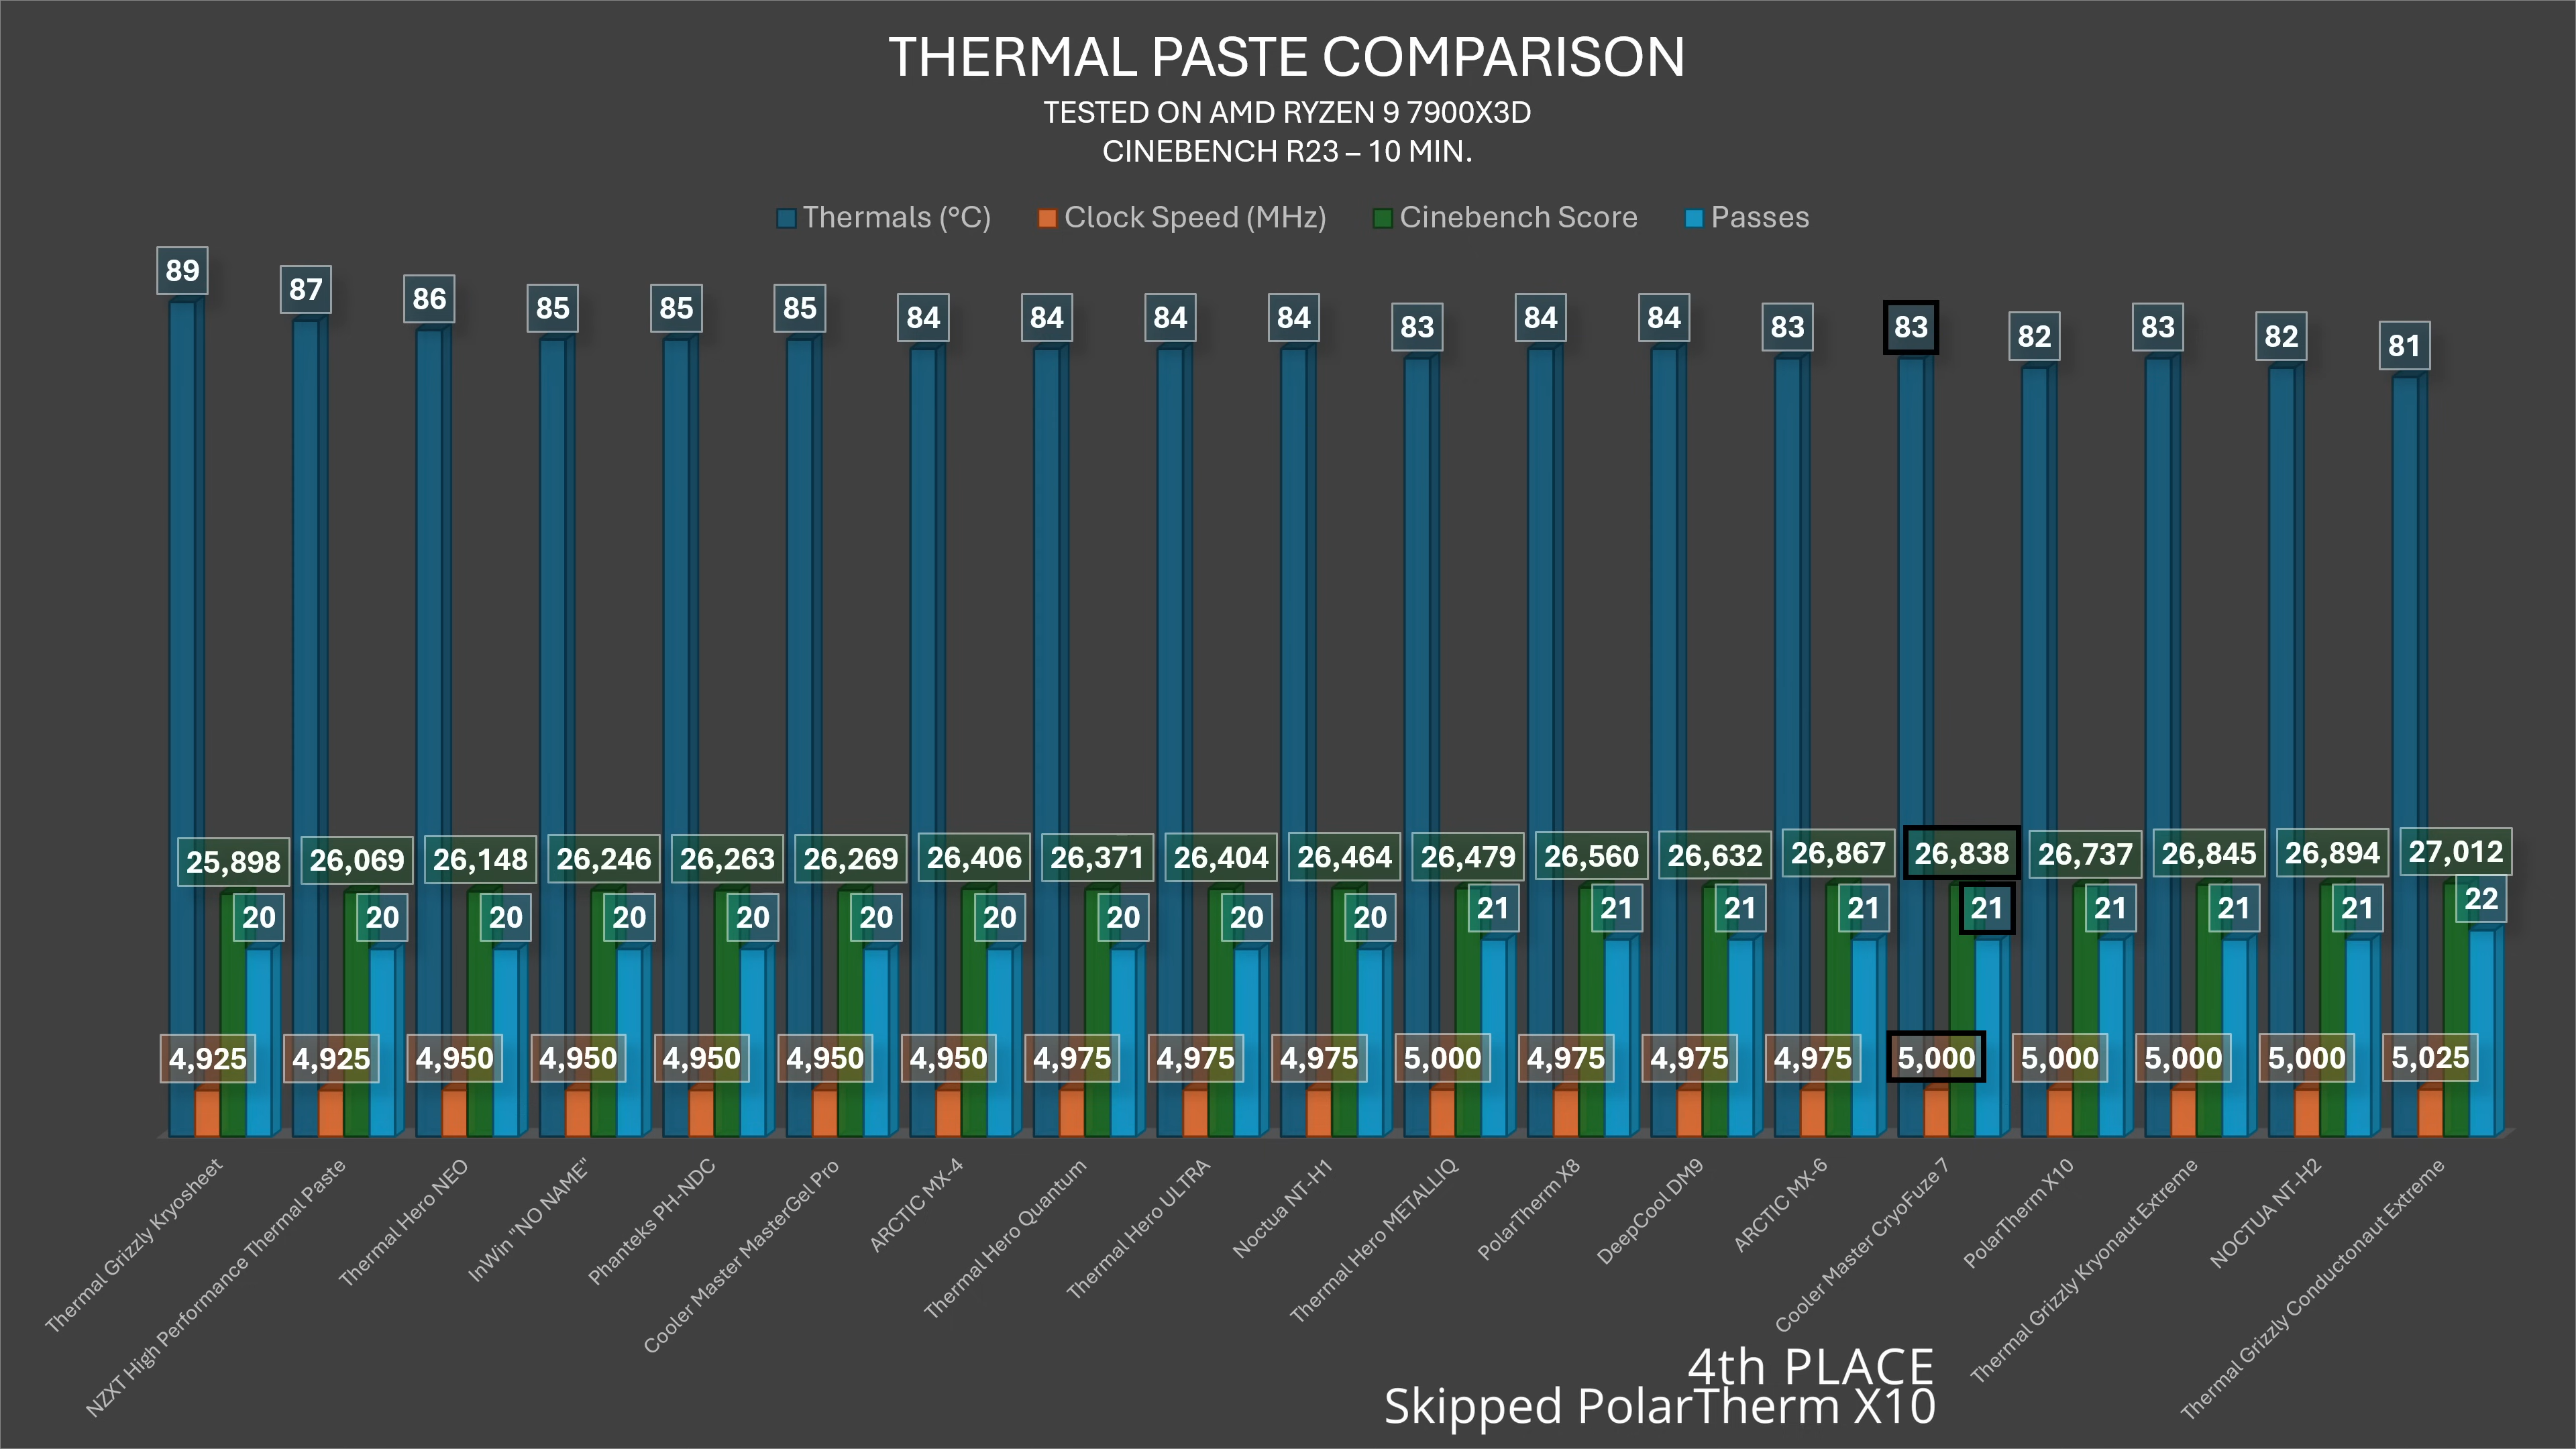 THERMAL PASTE COMPARISON
TESTED ON AMD RYZEN 9 7900X3D
CINEBENCH R23 – 10 MIN.
Thermals (°C) Clock Speed (MHz) Cinebench Score Passes
89 87 86 85 85 85 84 84 84 84 83 84 84 83 83 82 83 82 81
25,898 26,069 26,148 26,246 26,263 26,269 26,406 26,371 26,404 26,464 26,479 26,560 26,632 26,867 26,838 26,737 26,845 26,894 27,012
20 20 20 20 20 20 20 20 20 20 21 21 21 21 21 21 21 21 22
4,925 4,925 4,950 4,950 4,950 4,950 4,950 4,975 4,975 4,975 5,000 4,975 4,975 4,975 5,000 5,000 5,000 5,000 5,025
Thermal Grizzly Kryosheet
NZXT High Performance Thermal Paste
Thermal Hero NEO
InWin "NO NAME"
Phanteks PH-NDC
Cooler Master MasterGel Pro
ARCTIC MX-4
Thermal Hero Quantum
Thermal Hero ULTRA
Noctua NT-H1
Thermal Hero METALLIQ
PolarTherm X8
DeepCool DM9
ARCTIC MX-6
Cooler Master CryoFuze 7
PolarTherm X10
Thermal Grizzly Kryonaut Extreme
NOCTUA NT-H2
Thermal Grizzly Conductonaut Extreme
4th PLACE
Skipped PolarTherm X10